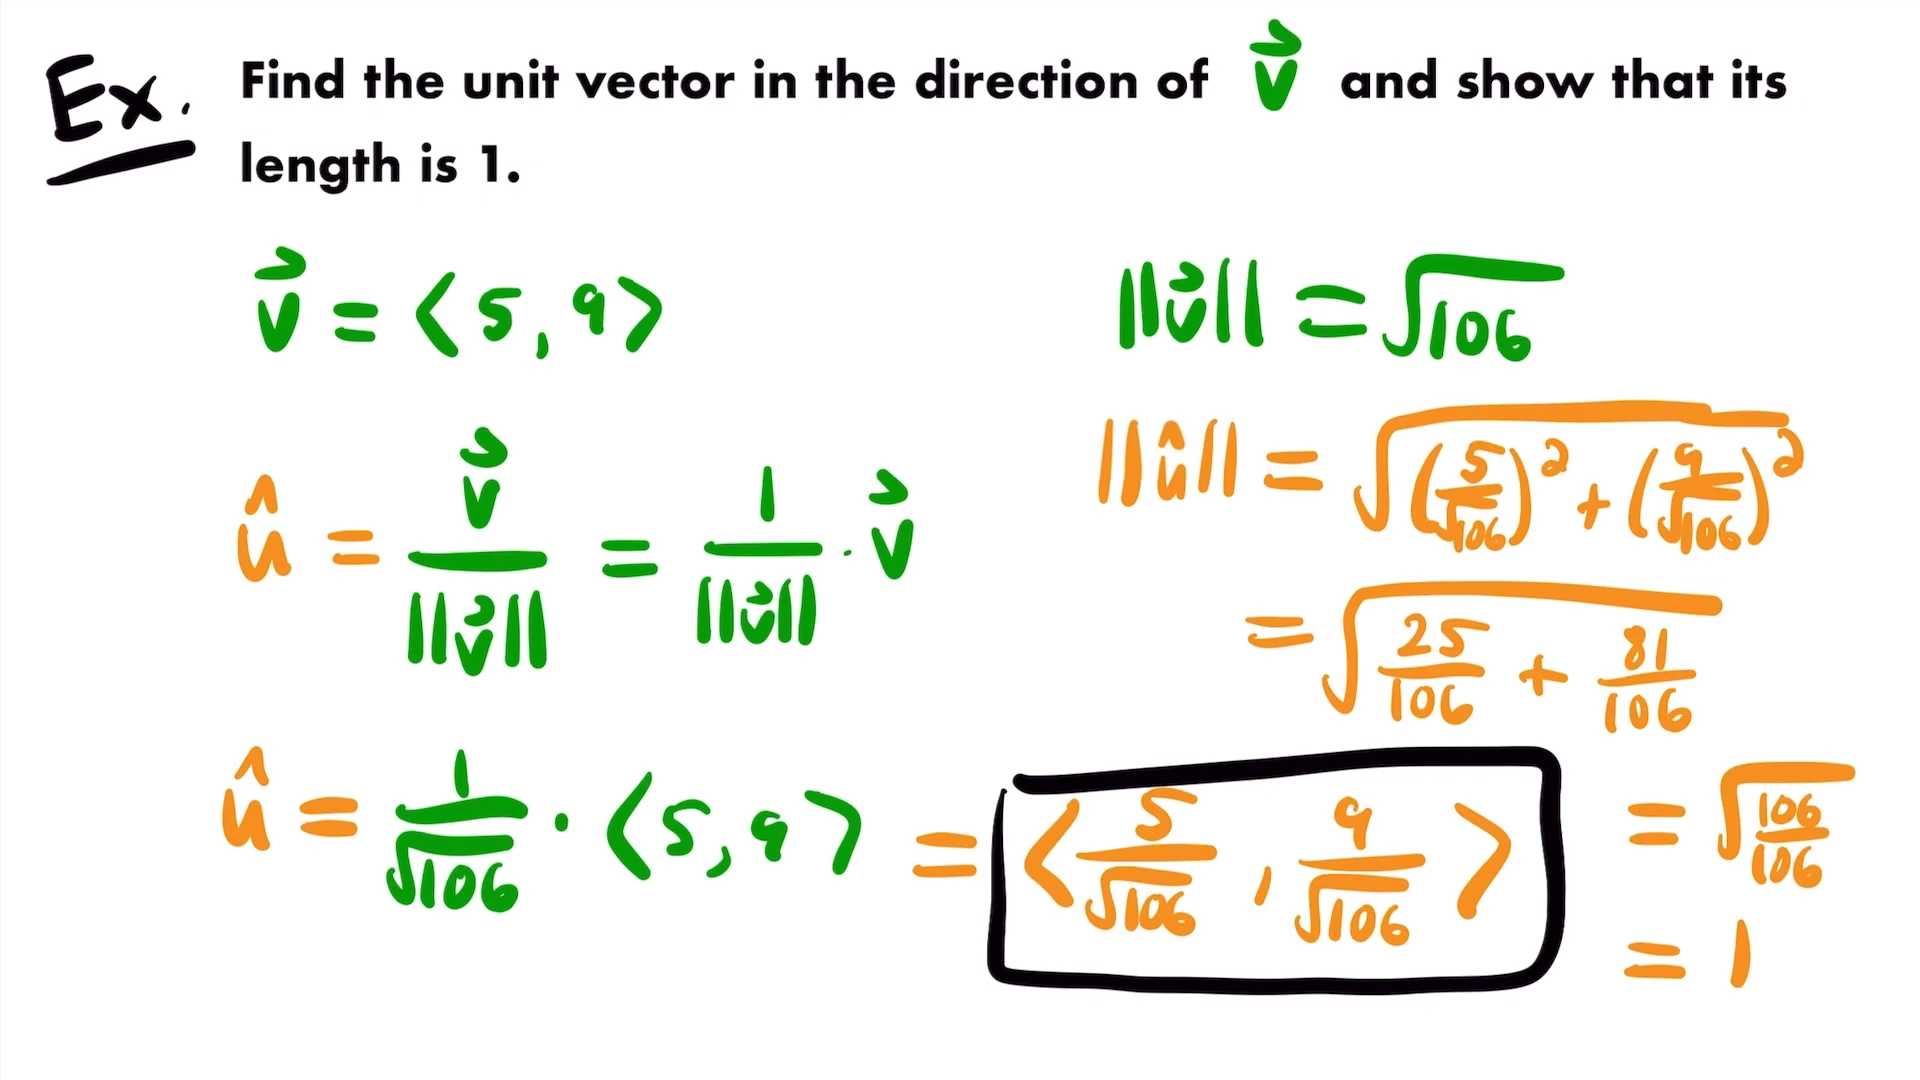 Ex. Find the unit vector in the direction of v⃗ and show that its
length is 1.
v⃗ = ⟨5, 9⟩
||v⃗|| = √106
û = v⃗/||v⃗|| = 1/||v⃗|| · v⃗
||û|| = √((5/√106)² + (9/√106)²)
= √(25/106 + 81/106)
û = 1/√106 · ⟨5, 9⟩ = ⟨5/√106, 9/√106⟩
= √(106/106)
= 1